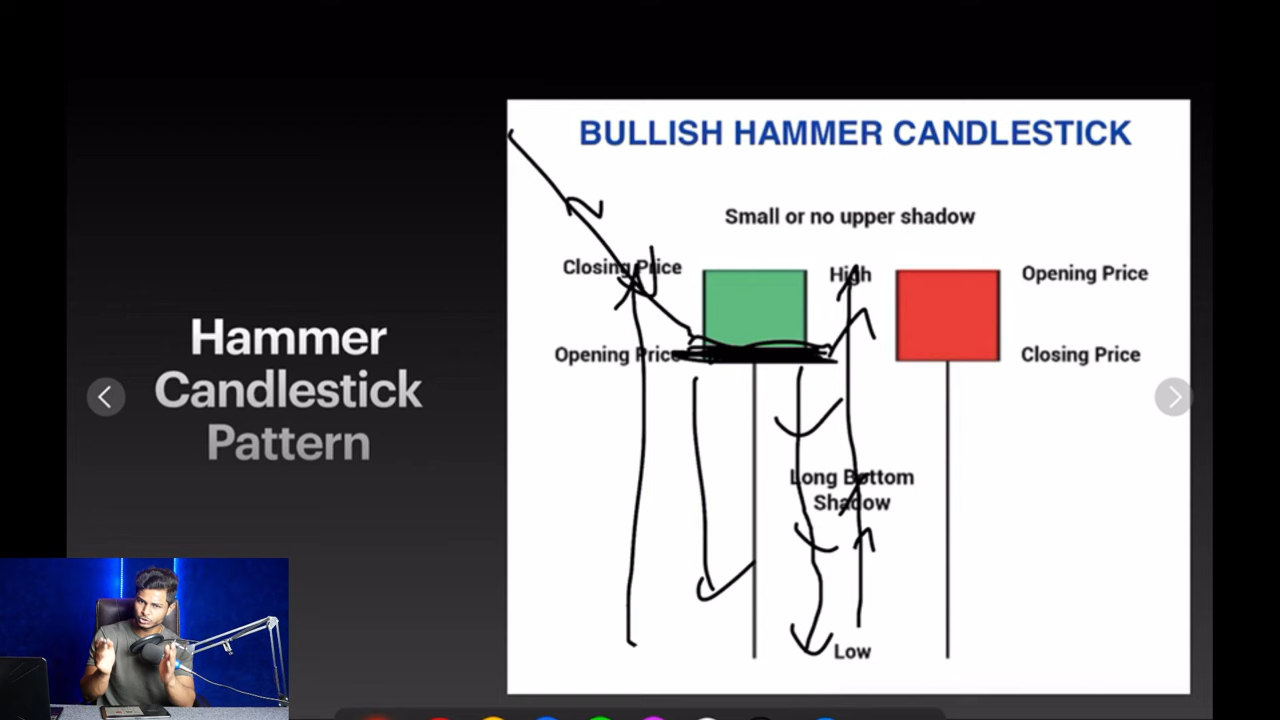 Hammer
Candlestick
Pattern
BULLISH HAMMER CANDLESTICK
Small or no upper shadow
Closing Price
High
Opening Price
Opening Price
Closing Price
Long Bottom
Shadow
Low